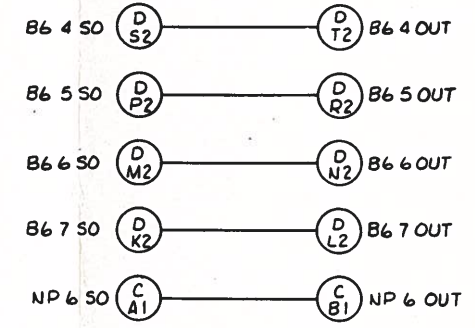 B6 4 SO D S2 D T2 B6 4 OUT
B6 5 SO D P2 D R2 B6 5 OUT
B6 6 SO D M2 D N2 B6 6 OUT
B6 7 SO D K2 D L2 B6 7 OUT
NP 6 SO C A1 C B1 NP 6 OUT